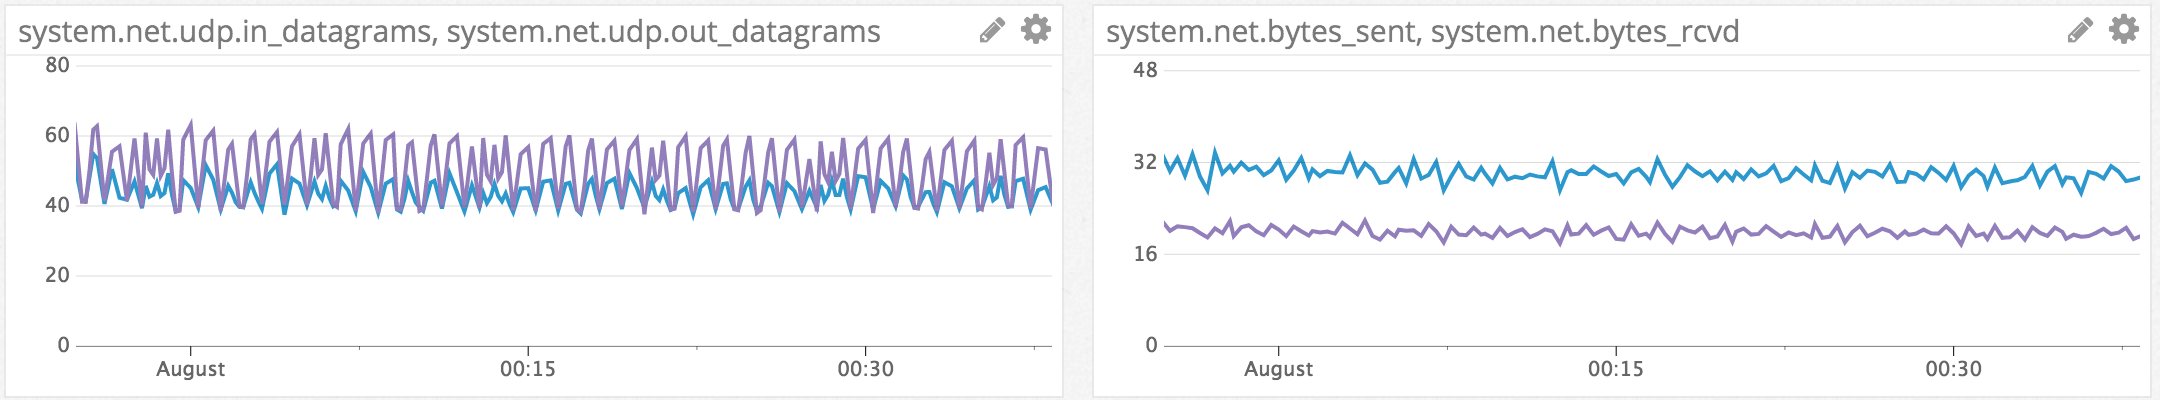 system.net.udp.in_datagrams, system.net.udp.out_datagrams
80
60
40
20
0
August 00:15 00:30
system.net.bytes_sent, system.net.bytes_rcvd
48
32
16
0
August 00:15 00:30